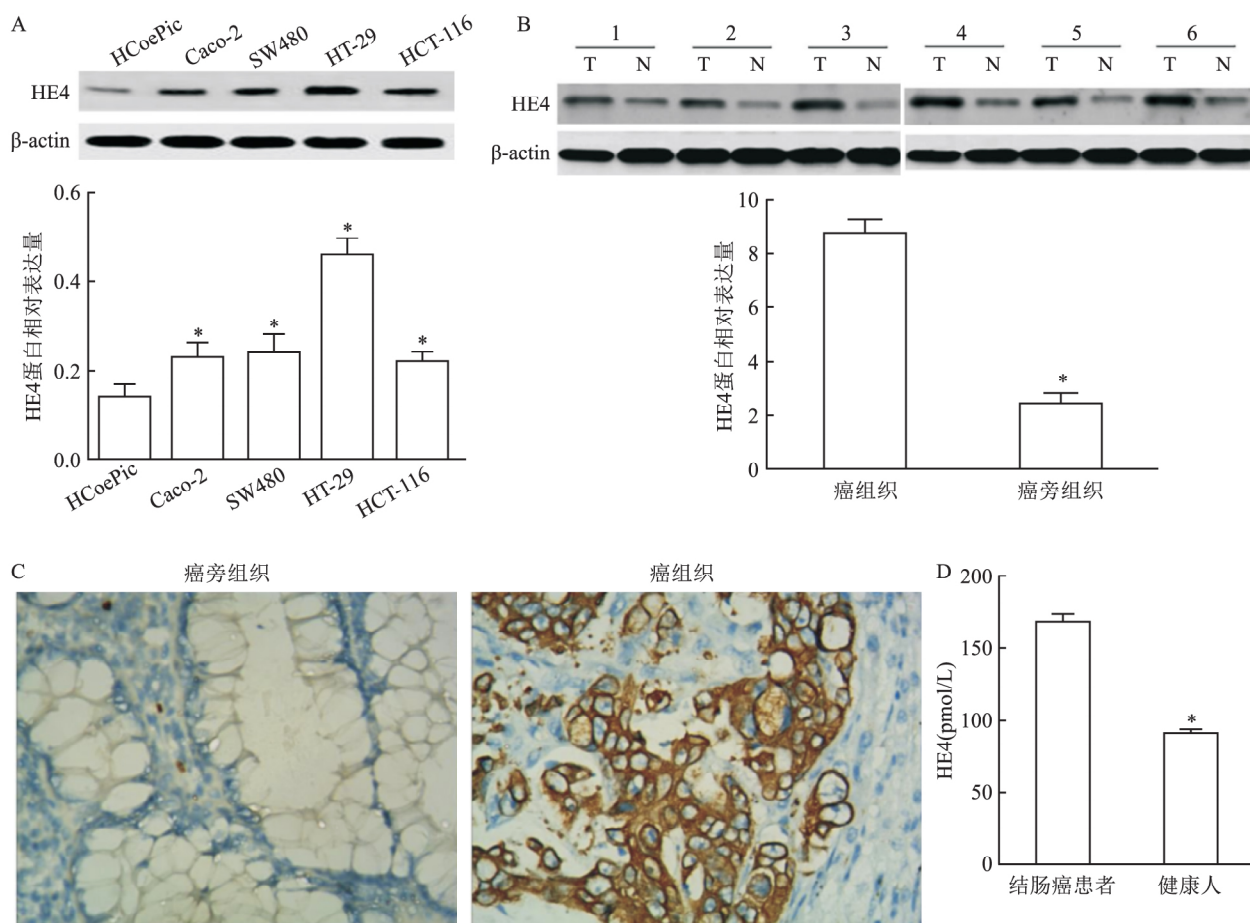 A
HCoePic Caco-2 SW480 HT-29 HCT-116
HE4
β-actin
HE4蛋白相对表达量
0.6
0.4
0.2
0.0
* * * *
HCoePic Caco-2 SW480 HT-29 HCT-116
B
1 2 3 4 5 6
T N T N T N T N T N T N
HE4
β-actin
HE4蛋白相对表达量
10
8
6
4
2
0
*
癌组织 癌旁组织
C
癌旁组织 癌组织
D
HE4(pmol/L)
200
150
100
50
0
*
结肠癌患者 健康人